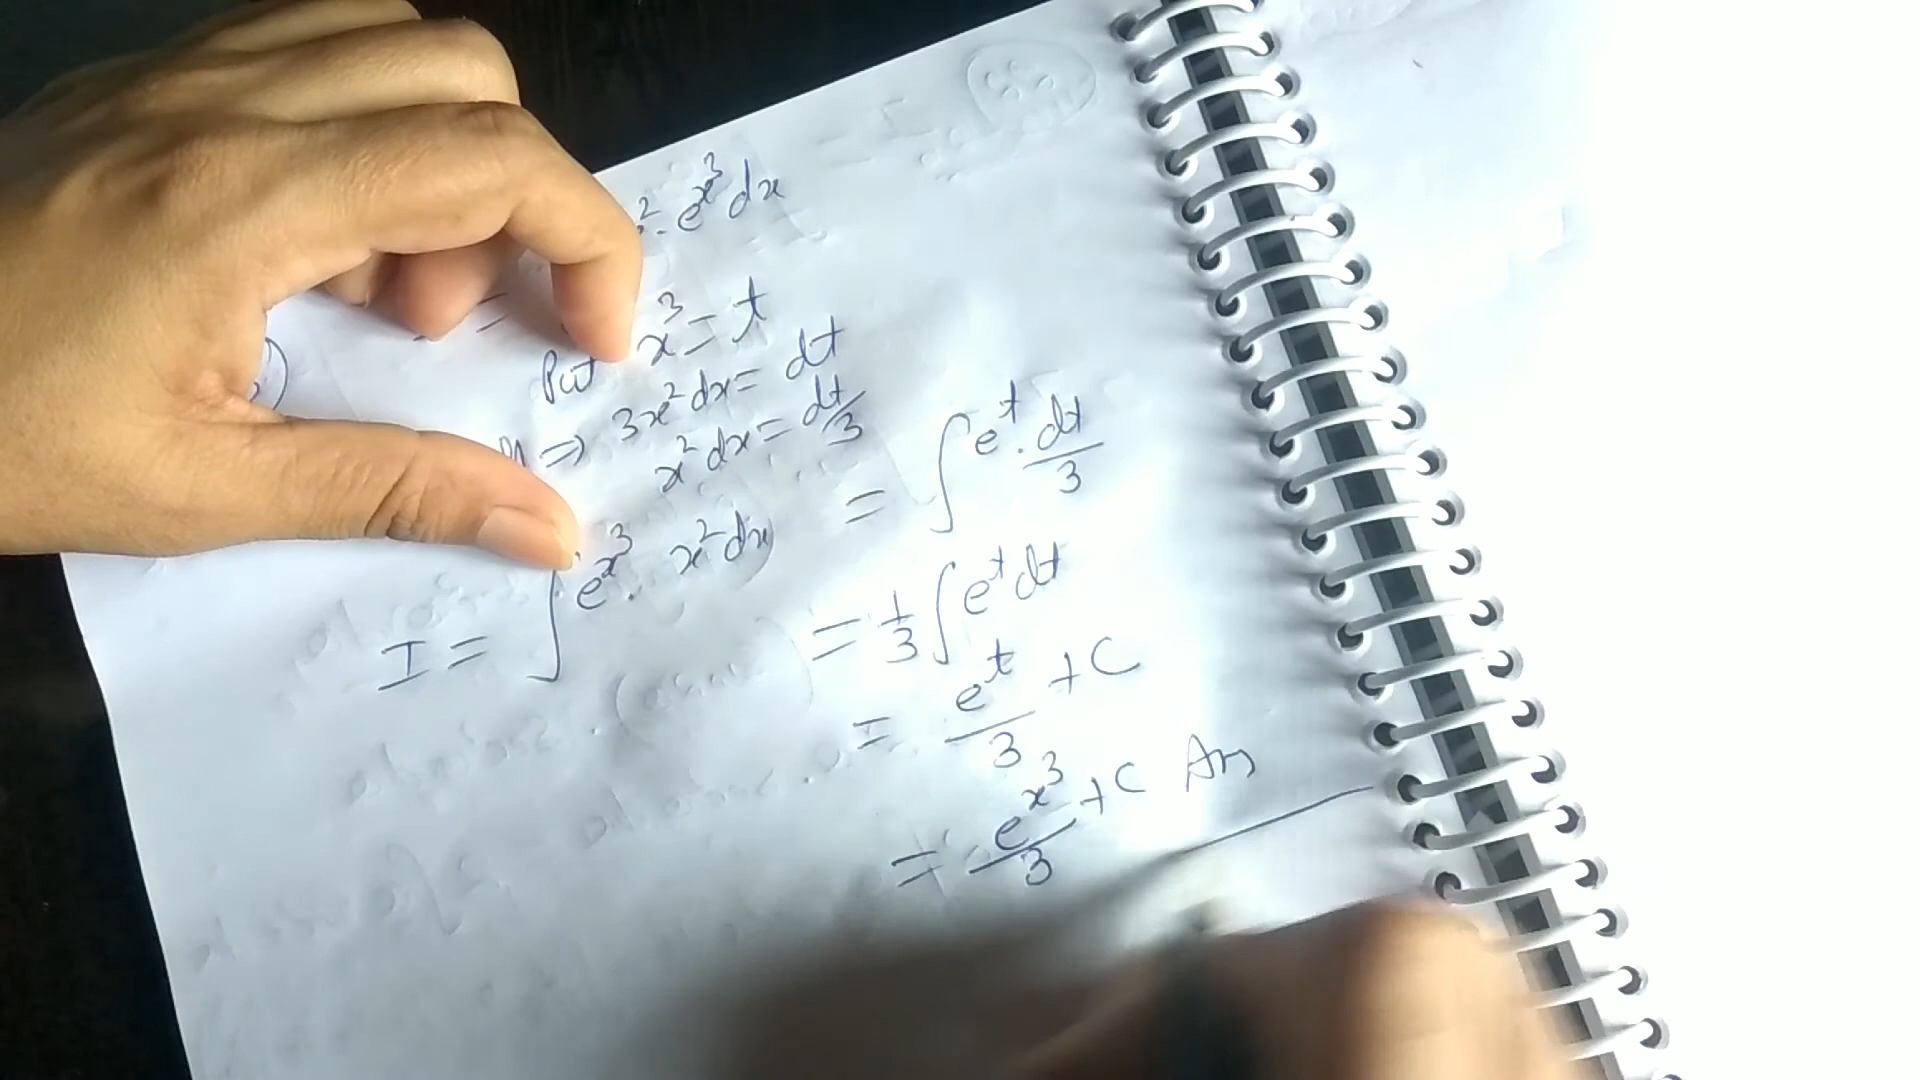 ². e^{x³} dx
=
Put x³ = t
⇒ 3x² dx = dt
x² dx = dt/3
I = ∫ e^{x³} . x² dx = ∫ e^t . dt/3
= 1/3 ∫ e^t dt
= e^t/3 + C
= e^{x³}/3 + C Ans